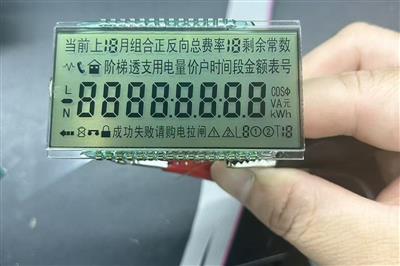 当前上18月组合正反向总费率18剩余常数
阶梯透支用电量价户时间段金额表号
L
N
88888888
COSΦ
VA元
kWh
成功失败请购电拉闸⚠⚠L8①②T18